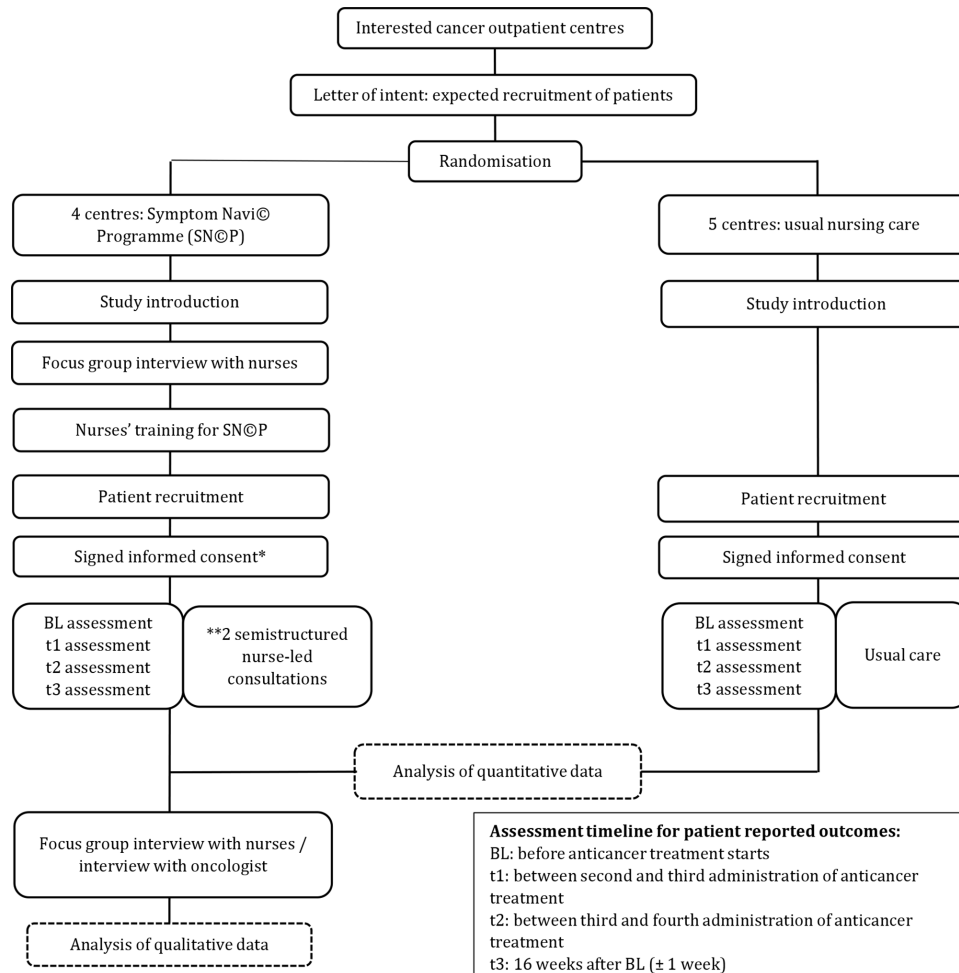 Interested cancer outpatient centres
Letter of intent: expected recruitment of patients
Randomisation
4 centres: Symptom Navi©
Programme (SN©P)
5 centres: usual nursing care
Study introduction
Study introduction
Focus group interview with nurses
Nurses’ training for SN©P
Patient recruitment
Patient recruitment
Signed informed consent*
Signed informed consent
BL assessment
t1 assessment
t2 assessment
t3 assessment
**2 semistructured
nurse-led
consultations
BL assessment
t1 assessment
t2 assessment
t3 assessment
Usual care
Analysis of quantitative data
Focus group interview with nurses /
interview with oncologist
Analysis of qualitative data
Assessment timeline for patient reported outcomes:
BL: before anticancer treatment starts
t1: between second and third administration of anticancer
treatment
t2: between third and fourth administration of anticancer
treatment
t3: 16 weeks after BL (± 1 week)